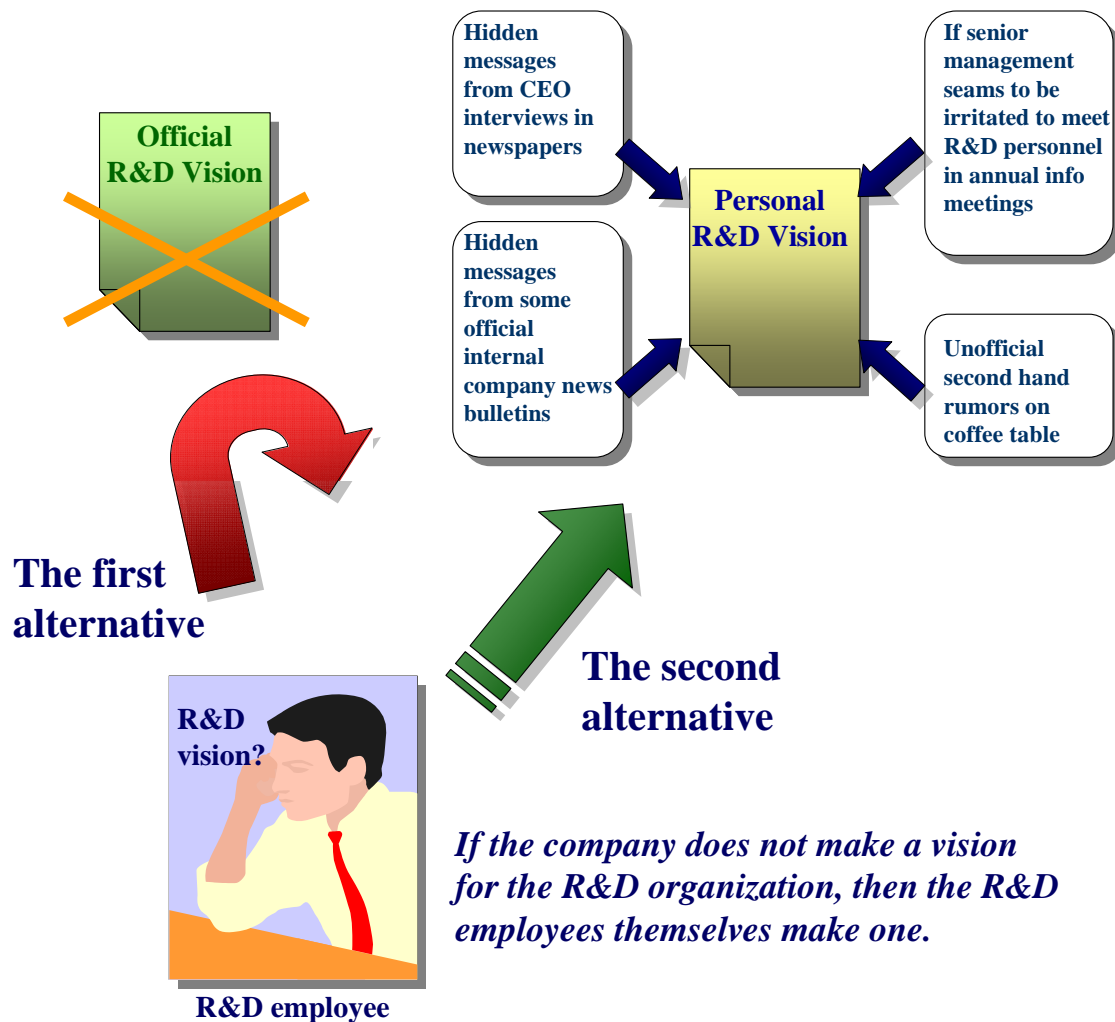 Official
R&D Vision
Hidden
messages
from CEO
interviews in
newspapers
If senior
management
seams to be
irritated to meet
R&D personnel
in annual info
meetings
Personal
R&D Vision
Hidden
messages
from some
official
internal
company news
bulletins
Unofficial
second hand
rumors on
coffee table
The first
alternative
The second
alternative
R&D
vision?
If the company does not make a vision
for the R&D organization, then the R&D
employees themselves make one.
R&D employee